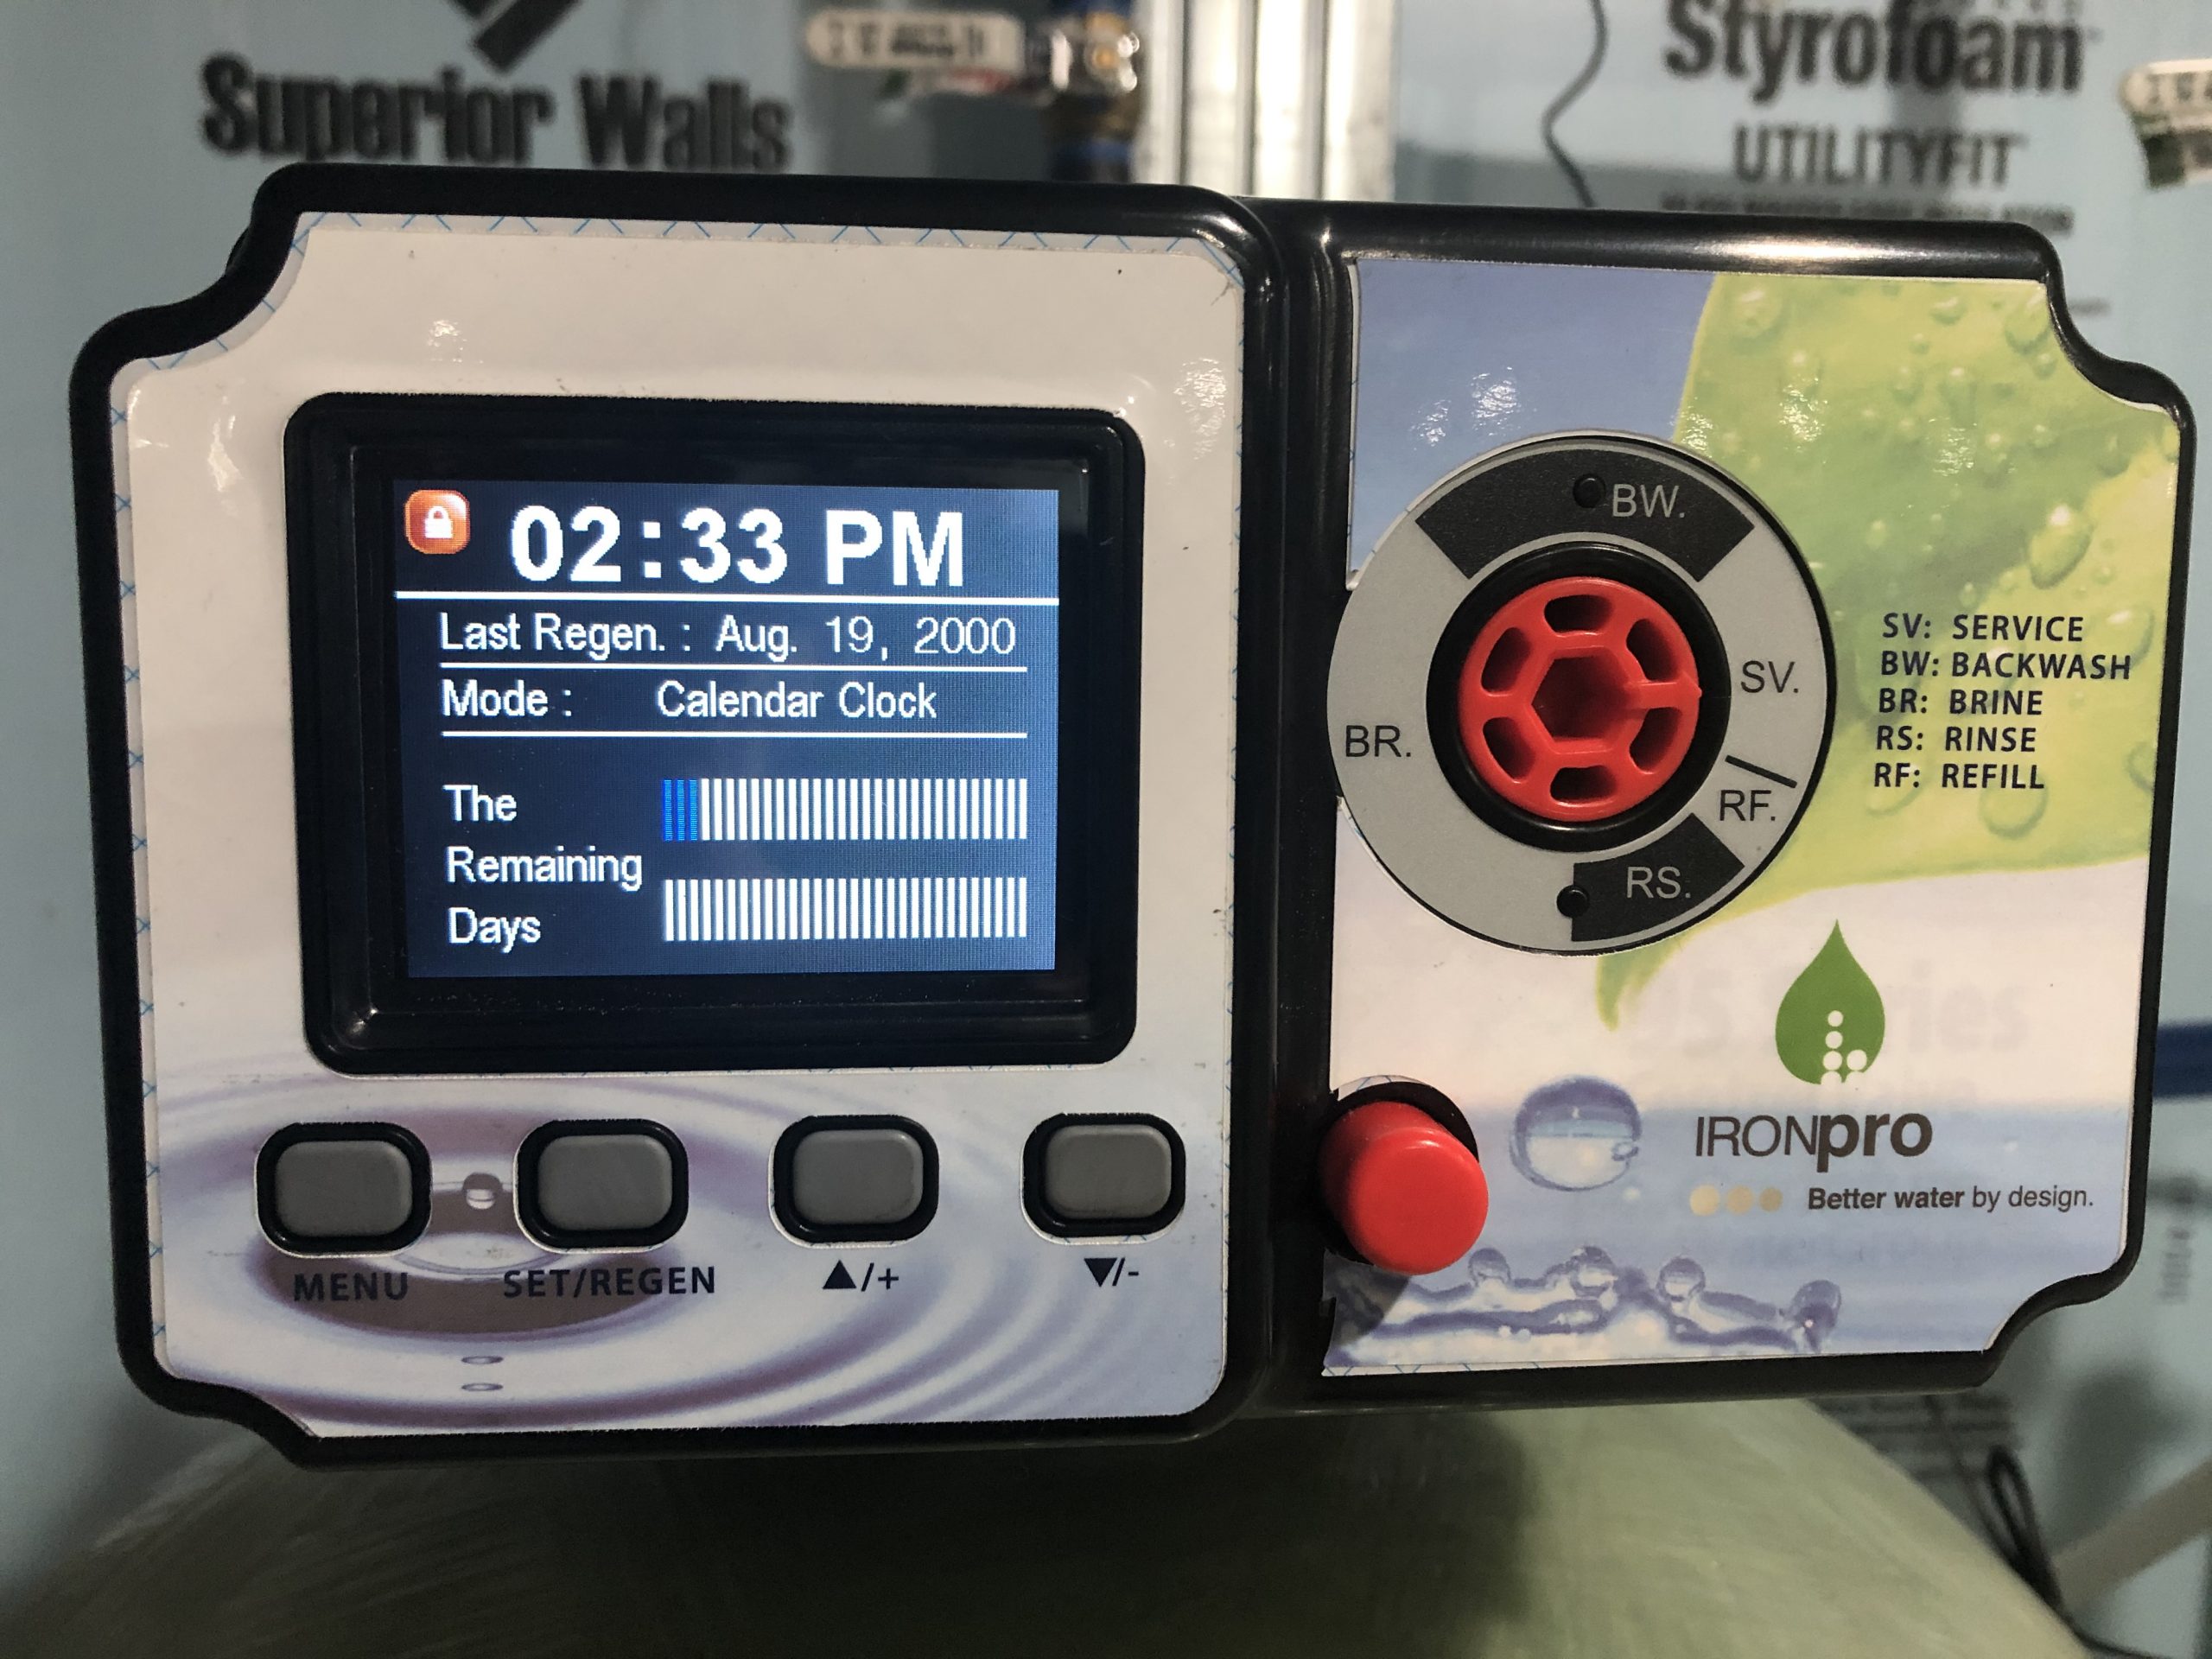 Superior Walls
Styrofoam
UTILITYFIT
02:33 PM
Last Regen. : Aug. 19, 2000
Mode : Calendar Clock
The
Remaining
Days
MENU
SET/REGEN
▲/+
▼/-
BW.
SV.
BR.
RF.
RS.
SV: SERVICE
BW: BACKWASH
BR: BRINE
RS: RINSE
RF: REFILL
IRONpro
Better water by design.